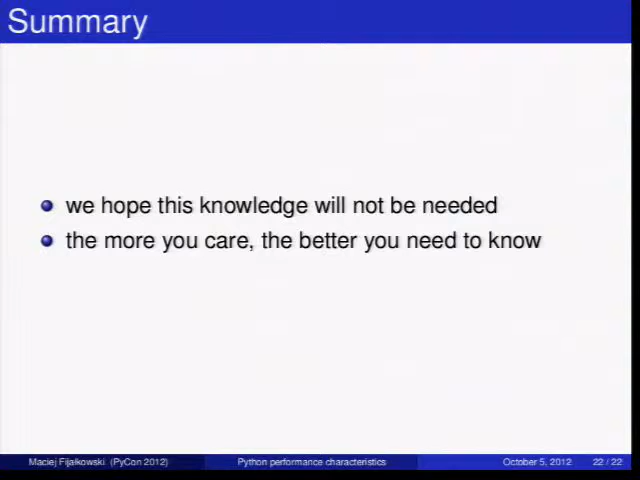 Summary
we hope this knowledge will not be needed
the more you care, the better you need to know
Maciej Fijałkowski (PyCon 2012) Python performance characteristics October 5, 2012 22 / 22